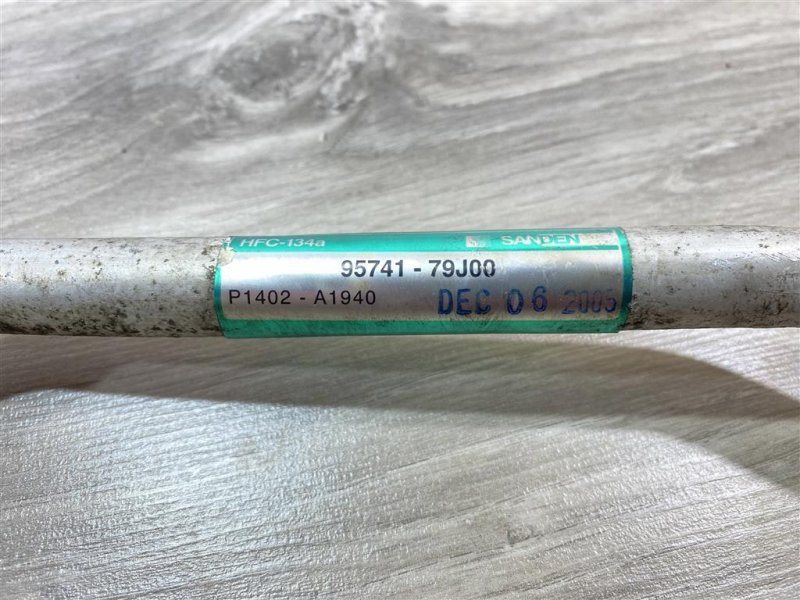 HFC-134a SANDEN
95741 - 79J00
P1402 - A1940 DEC 06 2005